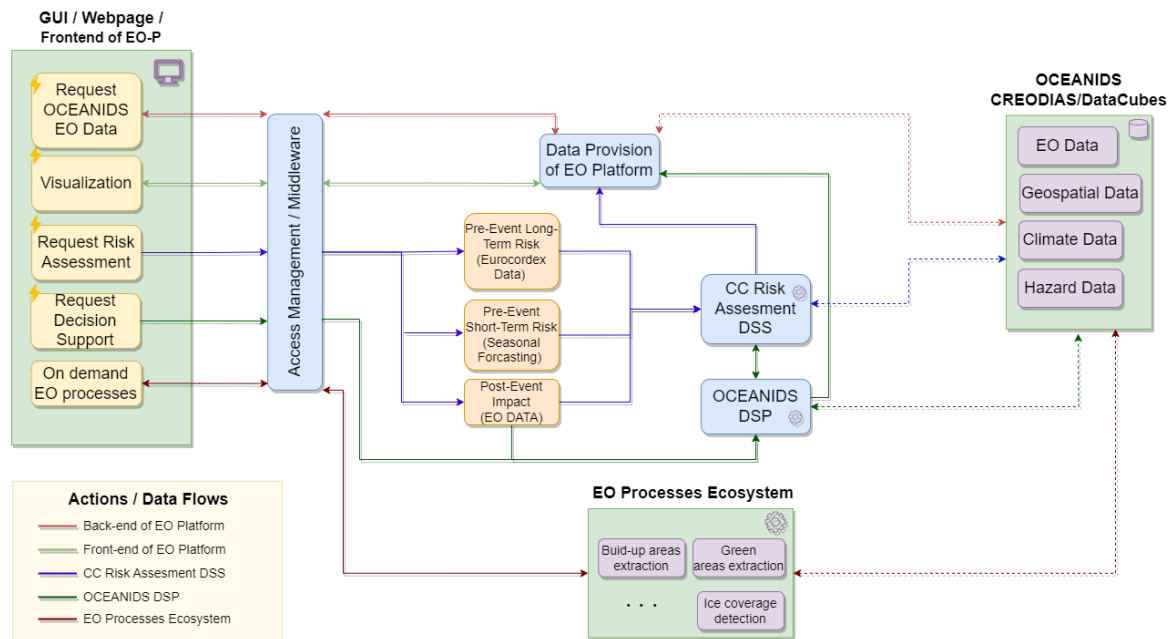 GUI / Webpage /
Frontend of EO-P
Request
OCEANIDS
EO Data
Visualization
Request Risk
Assessment
Request
Decision
Support
On demand
EO processes
Access Management / Middleware
Data Provision
of EO Platform
Pre-Event Long-
Term Risk
(Eurocordex
Data)
Pre-Event
Short-Term Risk
(Seasonal
Forcasting)
Post-Event
Impact
(EO DATA)
CC Risk
Assesment
DSS
OCEANIDS
DSP
OCEANIDS
CREODIAS/DataCubes
EO Data
Geospatial Data
Climate Data
Hazard Data
EO Processes Ecosystem
Buid-up areas
extraction
Green
areas extraction
. . .
Ice coverage
detection
Actions / Data Flows
Back-end of EO Platform
Front-end of EO Platform
CC Risk Assesment DSS
OCEANIDS DSP
EO Processes Ecosystem